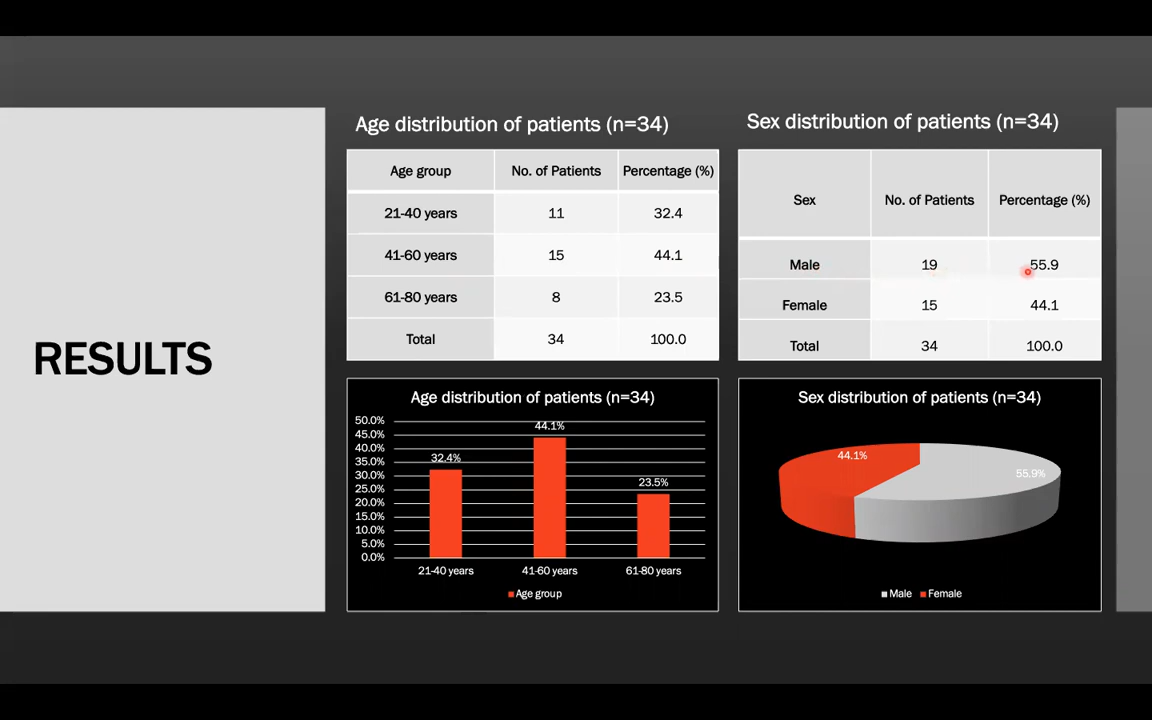 RESULTS
Age distribution of patients (n=34)
Age group No. of Patients Percentage (%)
21-40 years 11 32.4
41-60 years 15 44.1
61-80 years 8 23.5
Total 34 100.0
Sex distribution of patients (n=34)
Sex No. of Patients Percentage (%)
Male 19 55.9
Female 15 44.1
Total 34 100.0
Age distribution of patients (n=34)
50.0%
45.0%
40.0%
35.0%
30.0%
25.0%
20.0%
15.0%
10.0%
5.0%
0.0%
32.4%
44.1%
23.5%
21-40 years 41-60 years 61-80 years
Age group
Sex distribution of patients (n=34)
44.1%
55.9%
Male Female